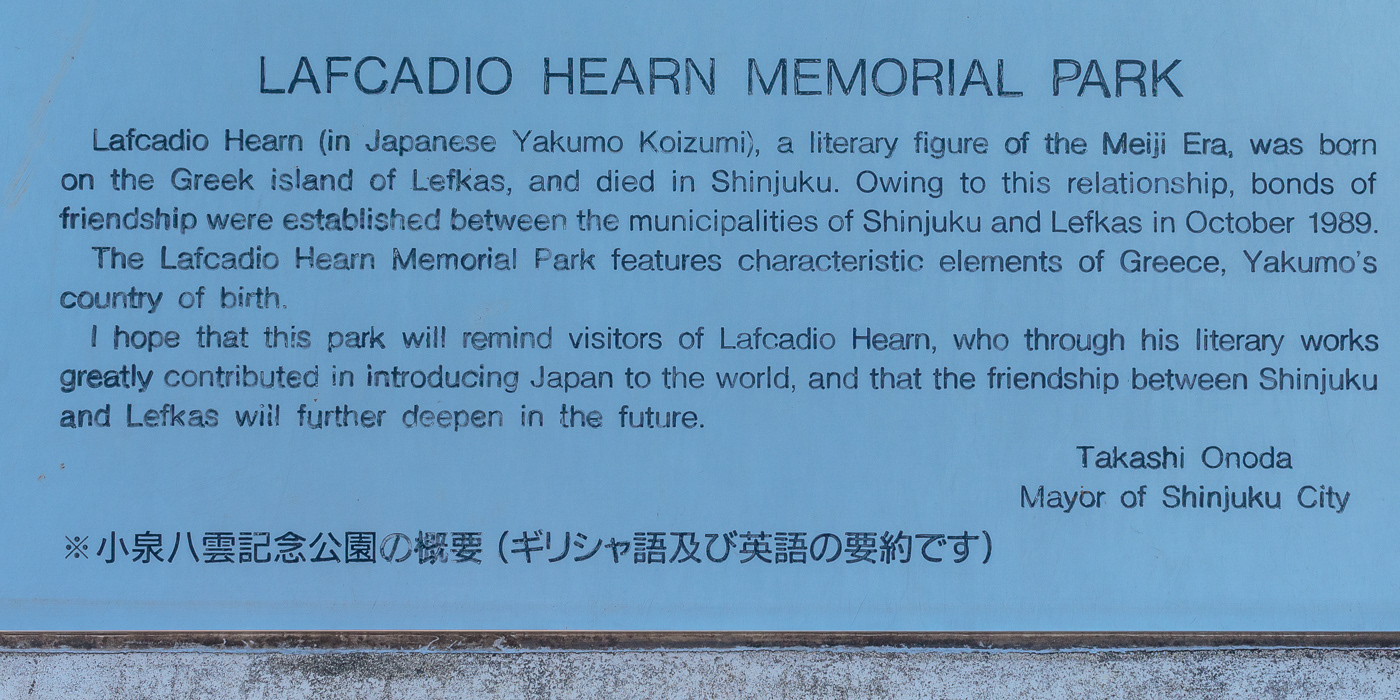 LAFCADIO HEARN MEMORIAL PARK
Lafcadio Hearn (in Japanese Yakumo Koizumi), a literary figure of the Meiji Era, was born
on the Greek island of Lefkas, and died in Shinjuku. Owing to this relationship, bonds of
friendship were established between the municipalities of Shinjuku and Lefkas in October 1989.
The Lafcadio Hearn Memorial Park features characteristic elements of Greece, Yakumo's
country of birth.
I hope that this park will remind visitors of Lafcadio Hearn, who through his literary works
greatly contributed in introducing Japan to the world, and that the friendship between Shinjuku
and Lefkas will further deepen in the future.
Takashi Onoda
Mayor of Shinjuku City
※小泉八雲記念公園の概要（ギリシャ語及び英語の要約です）